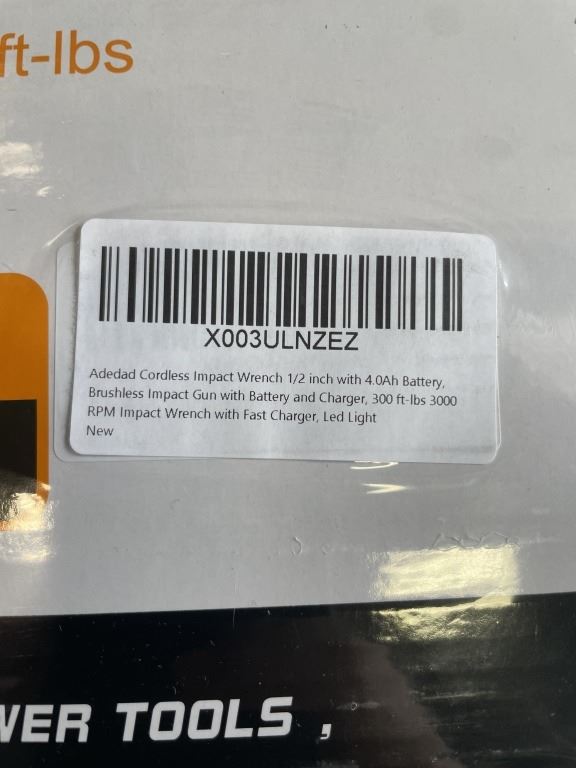 ft-lbs
X003ULNZEZ
Adedad Cordless Impact Wrench 1/2 inch with 4.0Ah Battery,
Brushless Impact Gun with Battery and Charger, 300 ft-lbs 3000
RPM Impact Wrench with Fast Charger, Led Light
New
WER TOOLS ,